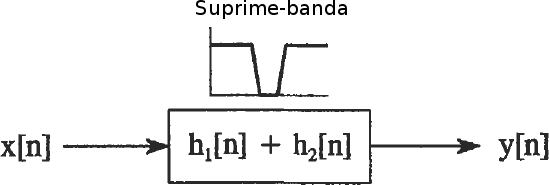 Suprime-banda
x[n] h₁[n] + h₂[n] y[n]